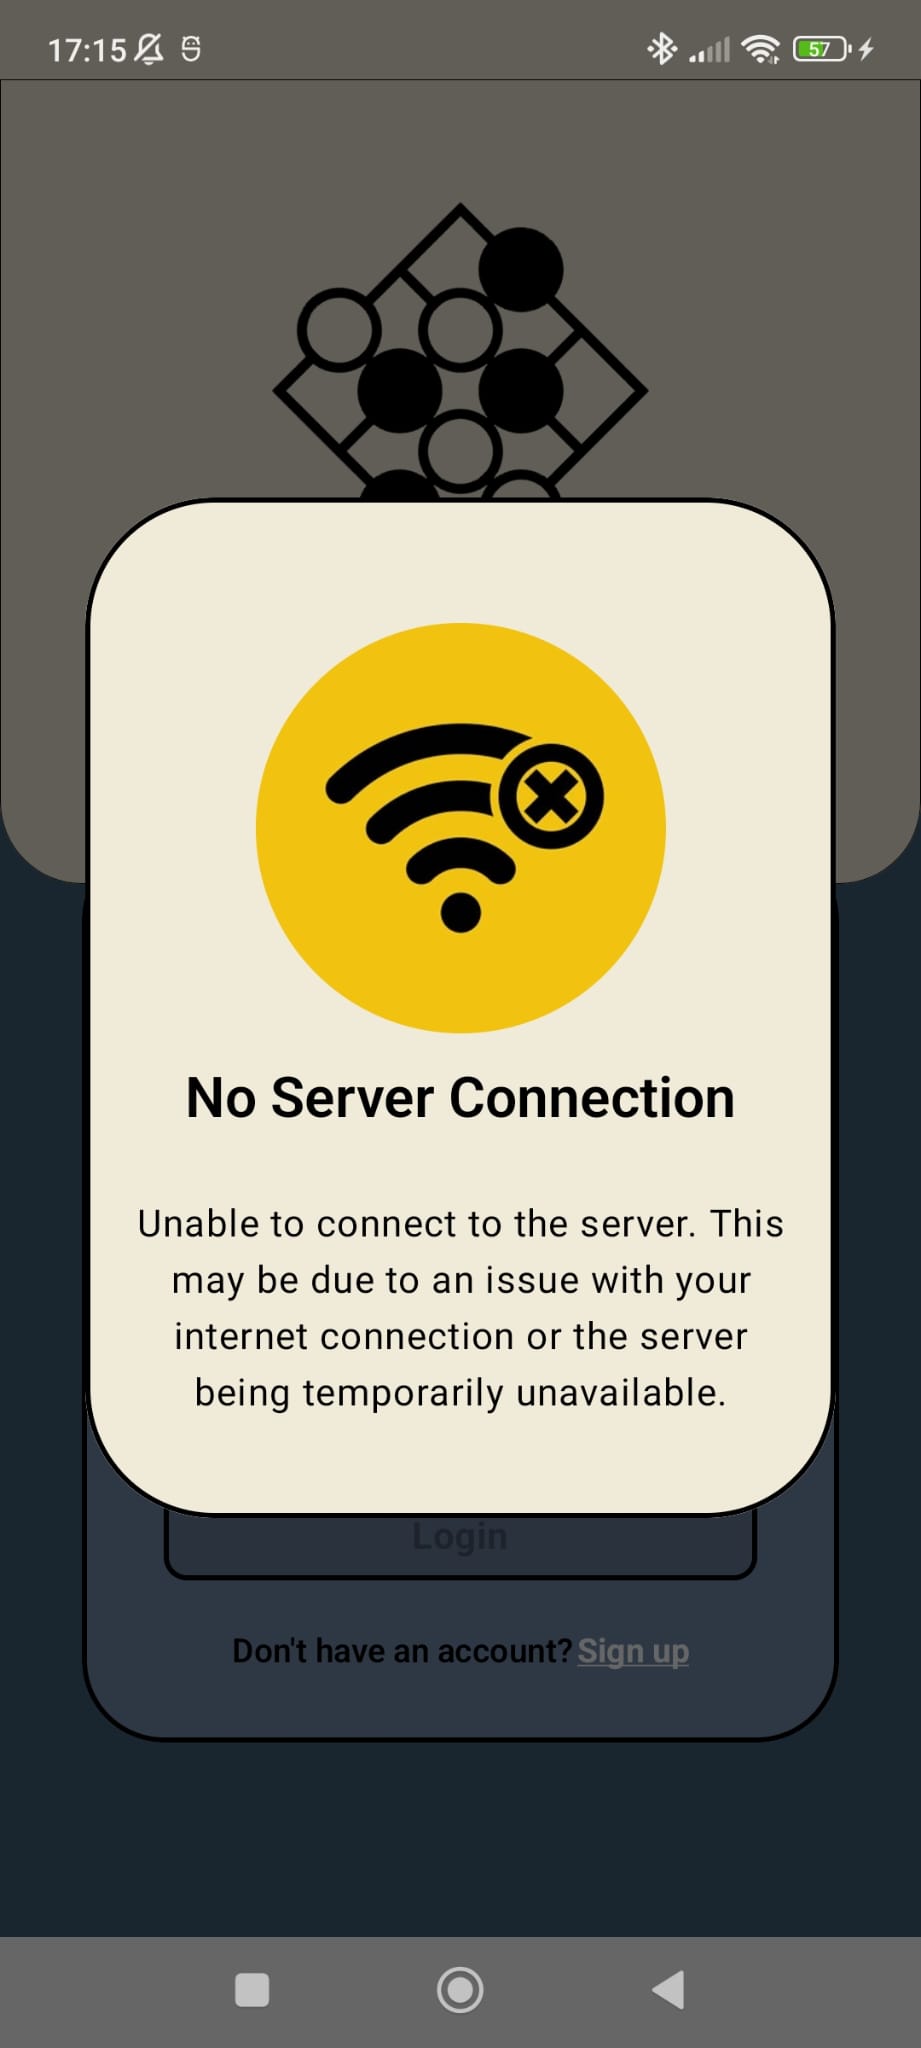 17:15
57
No Server Connection
Unable to connect to the server. This
may be due to an issue with your
internet connection or the server
being temporarily unavailable.
Login
Don't have an account? Sign up